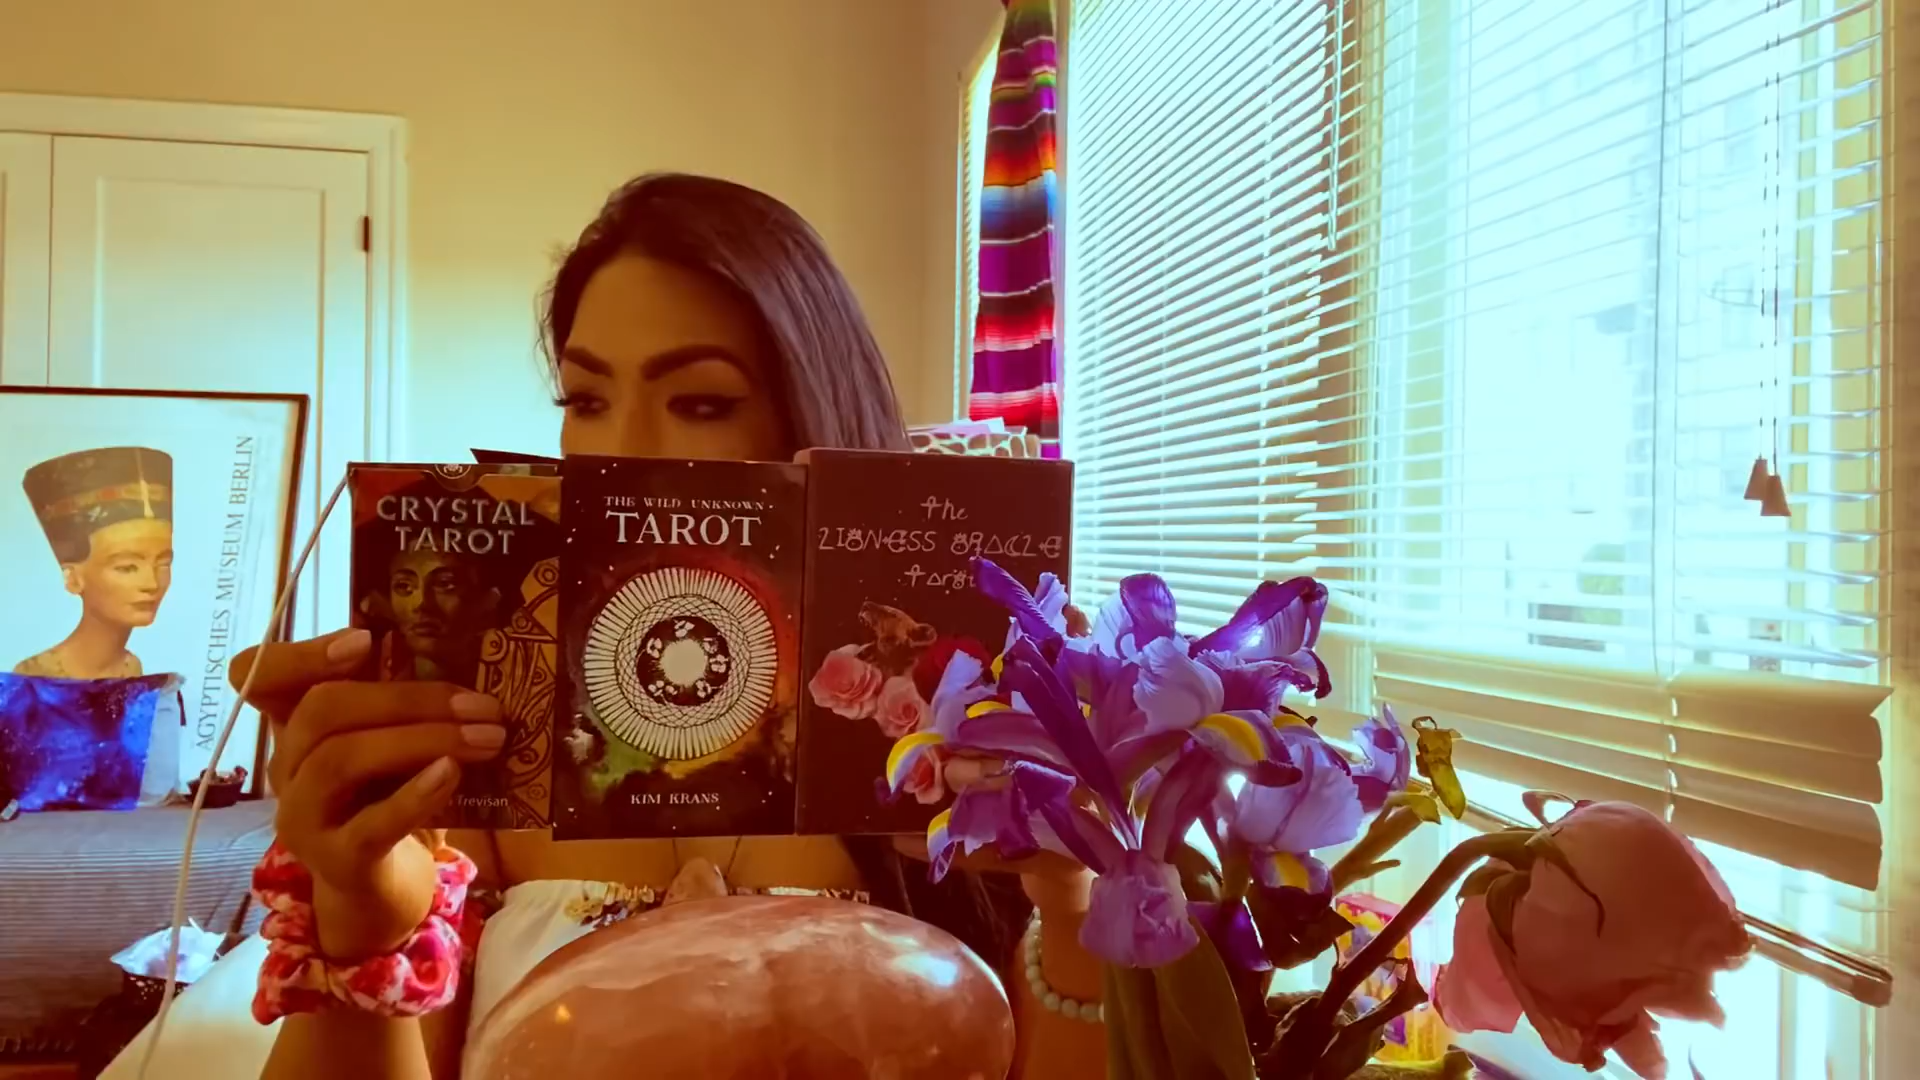 ÄGYPTISCHES MUSEUM BERLIN
CRYSTAL
TAROT
Trevisan
THE WILD UNKNOWN
TAROT
KIM KRANS
the
LIONESS ORACLE